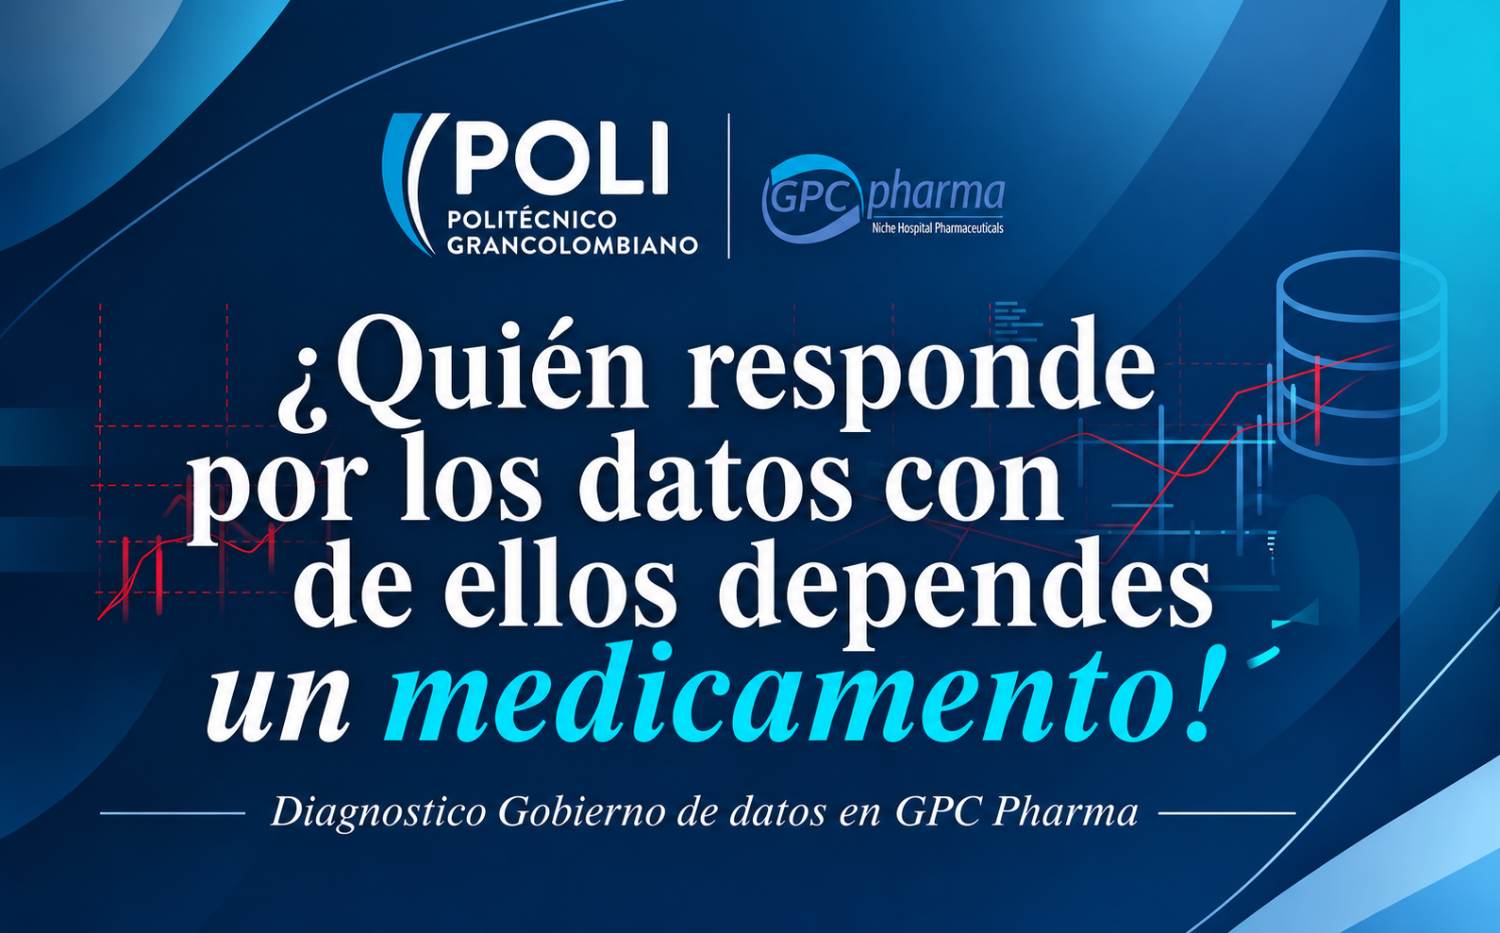 POLI
POLITÉCNICO
GRANCOLOMBIANO
GPC pharma
Niche Hospital Pharmaceuticals
¿Quién responde
por los datos con
de ellos dependes
un medicamento!
Diagnostico Gobierno de datos en GPC Pharma